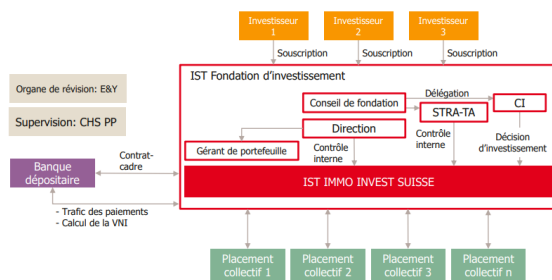 Investisseur
1
Investisseur
2
Investisseur
3
Souscription
Souscription
Souscription
IST Fondation d'investissement
Organe de révision: E&Y
Supervision: CHS PP
Conseil de fondation
Délégation
CI
STRA-TA
Direction
Gérant de portefeuille
Contrôle
interne
Contrôle
interne
Décision
d'investissement
Banque
dépositaire
Contrat-
cadre
IST IMMO INVEST SUISSE
- Trafic des paiements
- Calcul de la VNI
Placement
collectif 1
Placement
collectif 2
Placement
collectif 3
Placement
collectif n